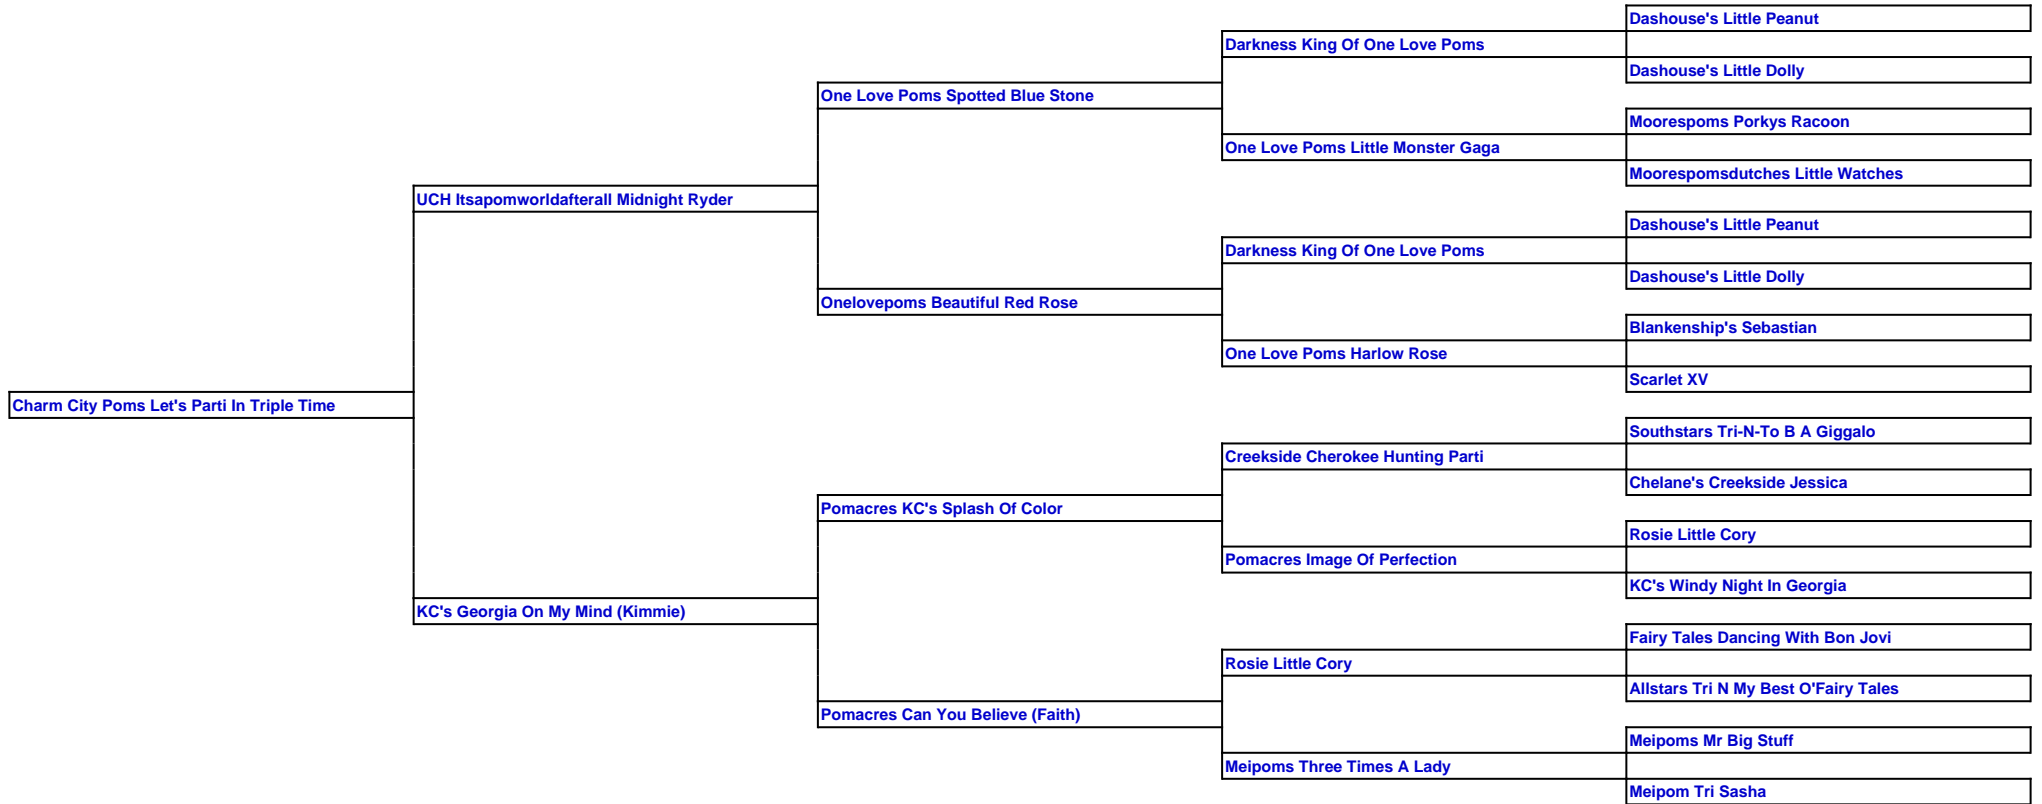 Dashouse's Little Peanut
Darkness King Of One Love Poms
Dashouse's Little Dolly
One Love Poms Spotted Blue Stone
Moorespoms Porkys Racoon
One Love Poms Little Monster Gaga
Moorespomsdutches Little Watches
UCH Itsapomworldafterall Midnight Ryder
Dashouse's Little Peanut
Darkness King Of One Love Poms
Dashouse's Little Dolly
Onelovepoms Beautiful Red Rose
Blankenship's Sebastian
One Love Poms Harlow Rose
Scarlet XV
Charm City Poms Let's Parti In Triple Time
Southstars Tri-N-To B A Giggalo
Creekside Cherokee Hunting Parti
Chelane's Creekside Jessica
Pomacres KC's Splash Of Color
Rosie Little Cory
Pomacres Image Of Perfection
KC's Windy Night In Georgia
KC's Georgia On My Mind (Kimmie)
Fairy Tales Dancing With Bon Jovi
Rosie Little Cory
Allstars Tri N My Best O'Fairy Tales
Pomacres Can You Believe (Faith)
Meipoms Mr Big Stuff
Meipoms Three Times A Lady
Meipom Tri Sasha